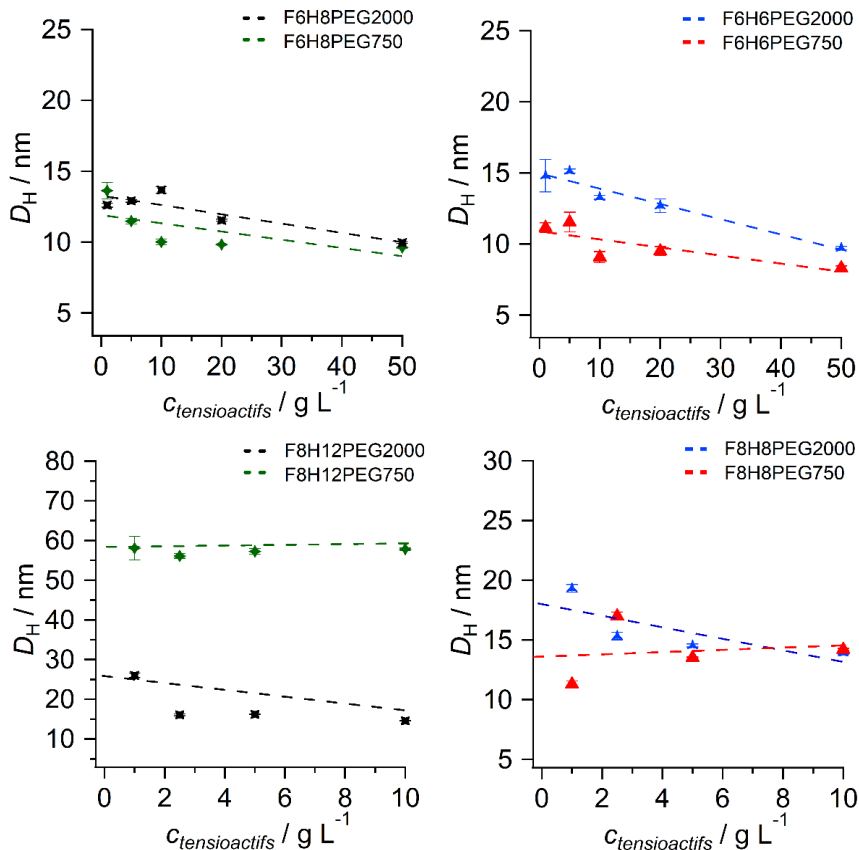 F6H8PEG2000
F6H8PEG750
25
20
15
10
5
D_H / nm
0 10 20 30 40 50
c_tensioactifs / g L⁻¹
F6H6PEG2000
F6H6PEG750
25
20
15
10
5
D_H / nm
0 10 20 30 40 50
c_tensioactifs / g L⁻¹
F8H12PEG2000
F8H12PEG750
80
70
60
50
40
30
20
10
D_H / nm
0 2 4 6 8 10
c_tensioactifs / g L⁻¹
F8H8PEG2000
F8H8PEG750
30
25
20
15
10
5
D_H / nm
0 2 4 6 8 10
c_tensioactifs / g L⁻¹